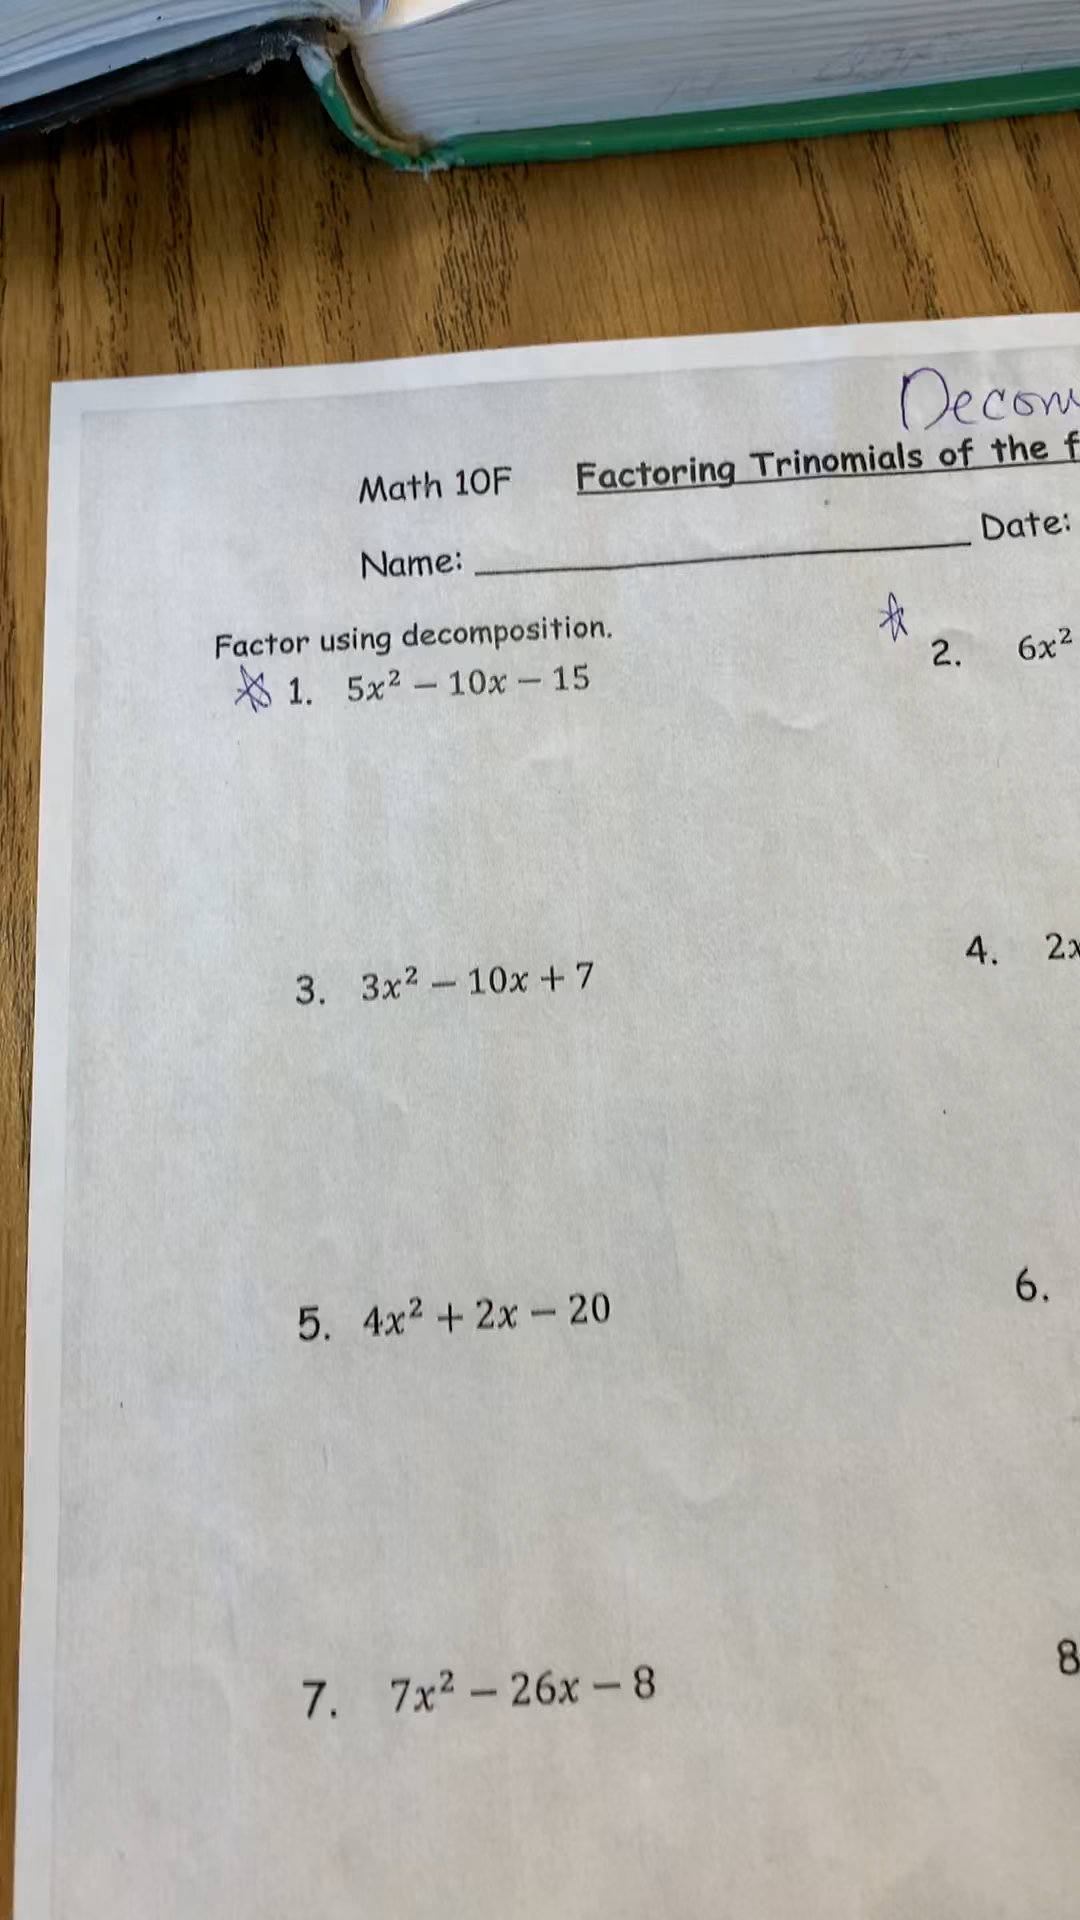 Math 10F Factoring Trinomials of the
Name: Date:
Factor using decomposition.
1. 5x² – 10x – 15
2. 6x²
3. 3x² – 10x + 7
4. 2x
5. 4x² + 2x – 20
6.
7. 7x² – 26x – 8
8